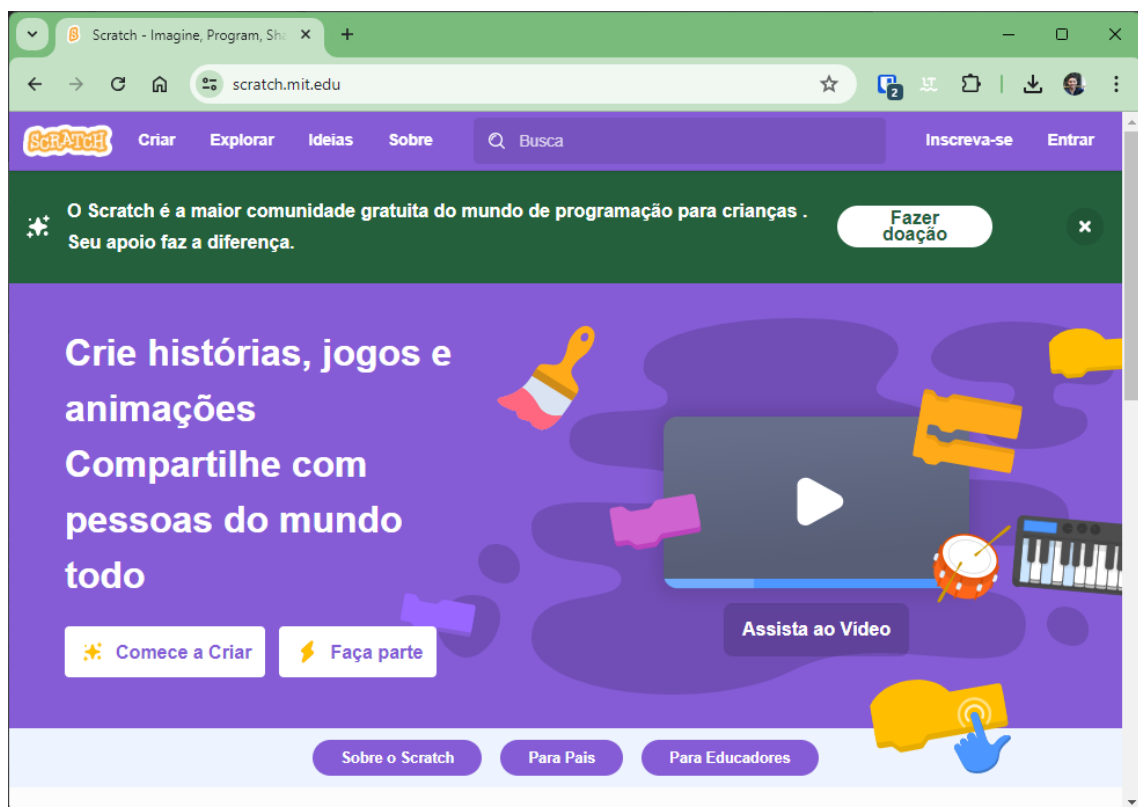 Scratch - Imagine, Program, Sha
scratch.mit.edu
2
LT
SCRATCH Criar Explorar Ideias Sobre Busca Inscreva-se Entrar
O Scratch é a maior comunidade gratuita do mundo de programação para crianças .
Seu apoio faz a diferença.
Fazer
doação
Crie histórias, jogos e
animações
Compartilhe com
pessoas do mundo
todo
Assista ao Vídeo
Comece a Criar Faça parte
Sobre o Scratch Para Pais Para Educadores